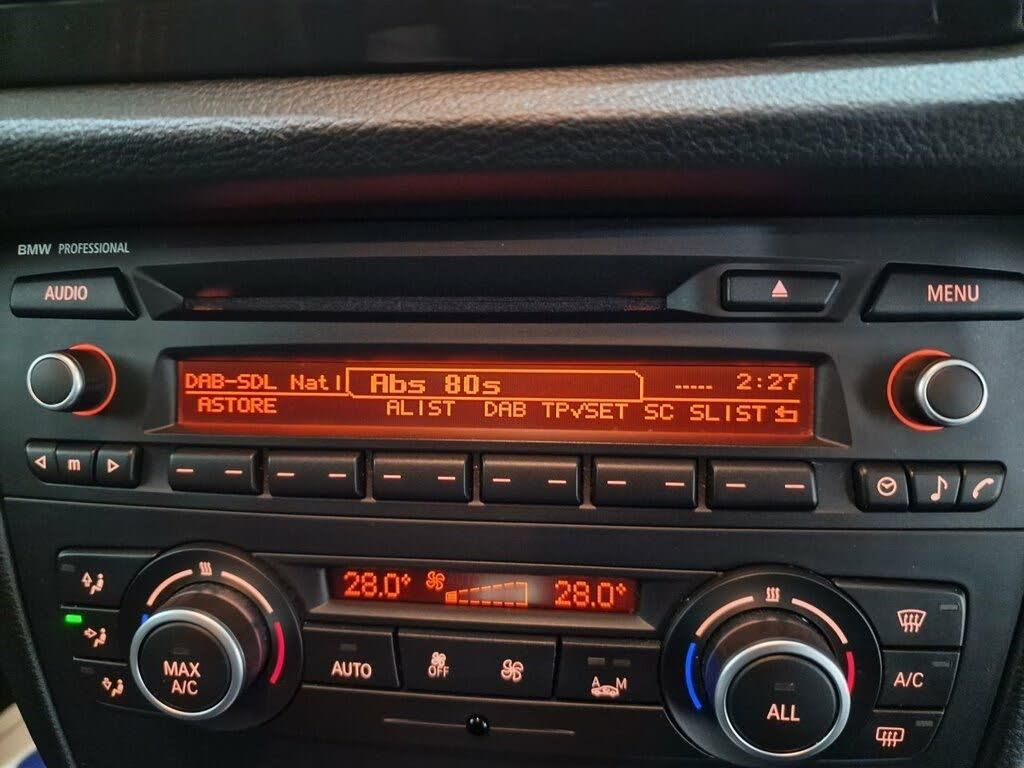 BMW PROFESSIONAL
AUDIO
MENU
DAB-SDL Natl Abs 80s ----- 2:27
ASTORE ALIST DAB TP✓SET SC SLIST
m
28.0° 28.0°
MAX A/C
AUTO
OFF
A M
ALL
A/C